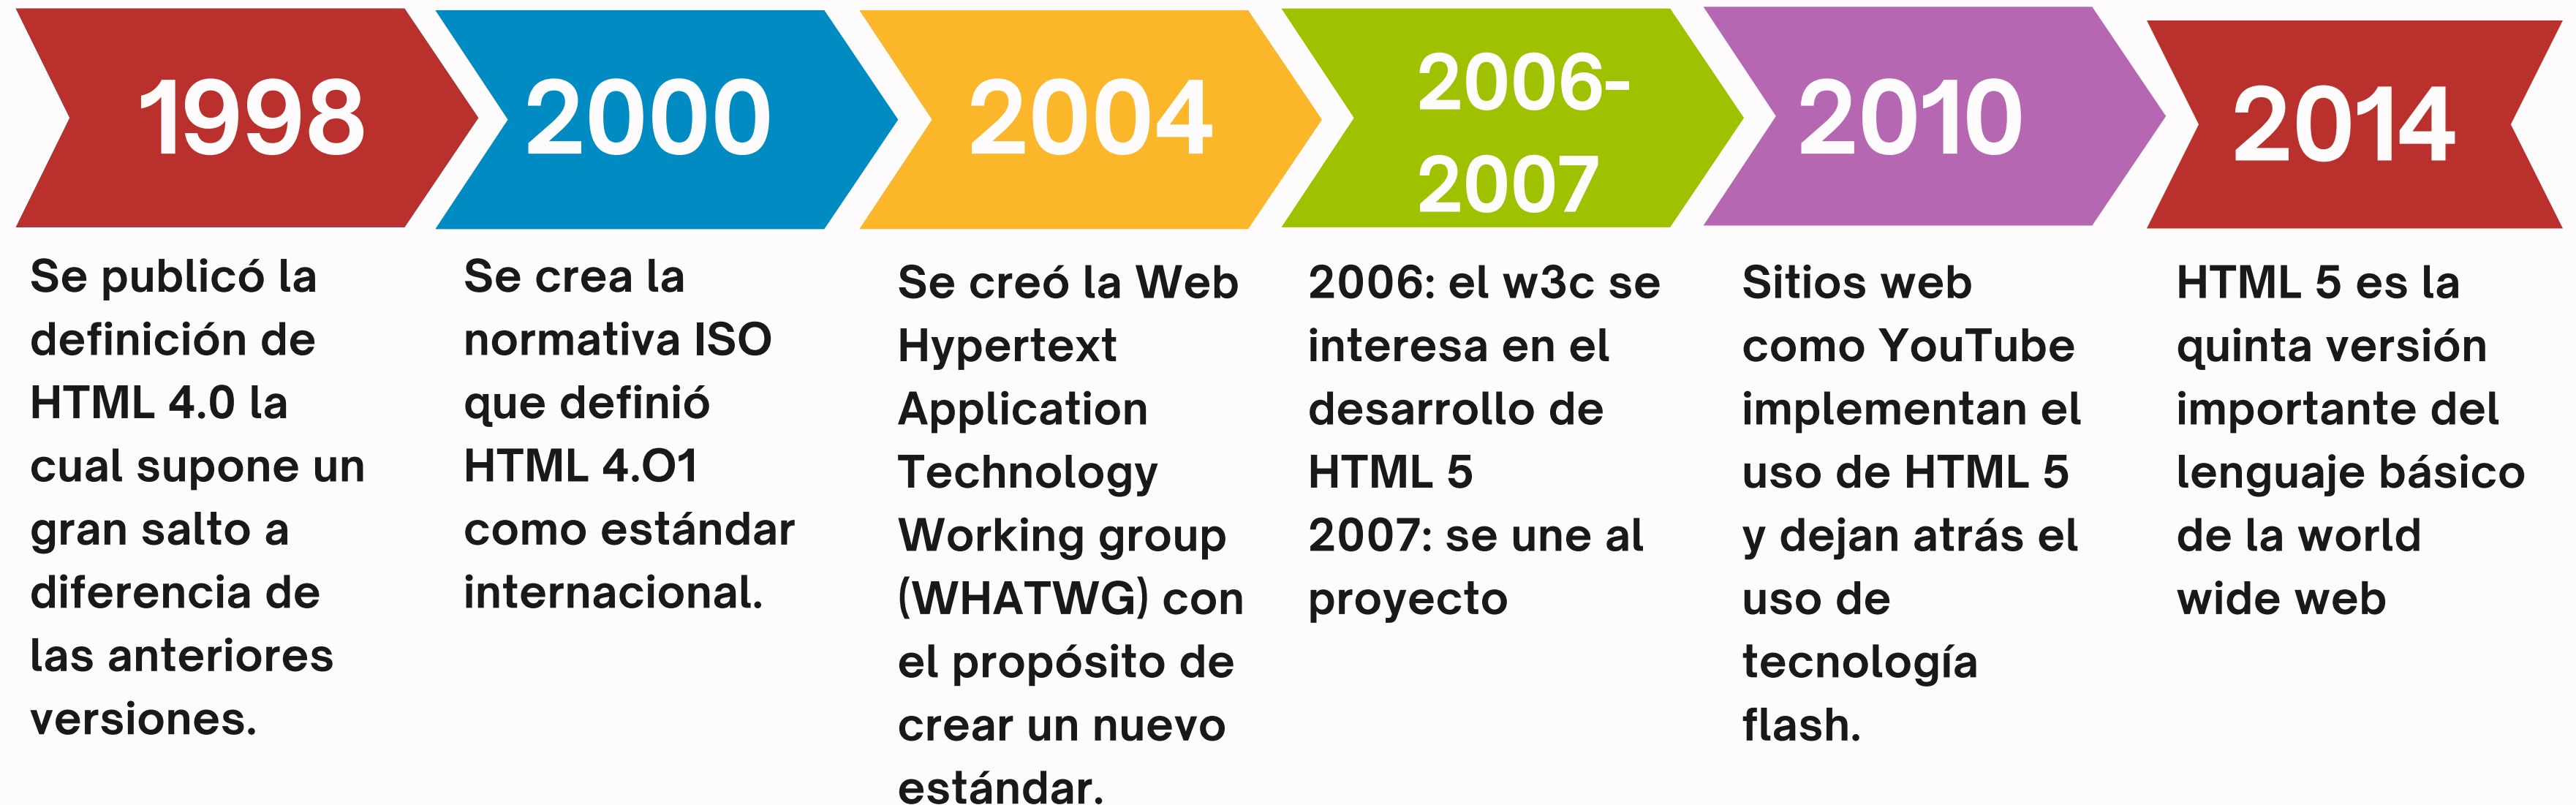 1998
Se publicó la
definición de
HTML 4.0 la
cual supone un
gran salto a
diferencia de
las anteriores
versiones.
2000
Se crea la
normativa ISO
que definió
HTML 4.O1
como estándar
internacional.
2004
Se creó la Web
Hypertext
Application
Technology
Working group
(WHATWG) con
el propósito de
crear un nuevo
estándar.
2006-
2007
2006: el w3c se
interesa en el
desarrollo de
HTML 5
2007: se une al
proyecto
2010
Sitios web
como YouTube
implementan el
uso de HTML 5
y dejan atrás el
uso de
tecnología
flash.
2014
HTML 5 es la
quinta versión
importante del
lenguaje básico
de la world
wide web